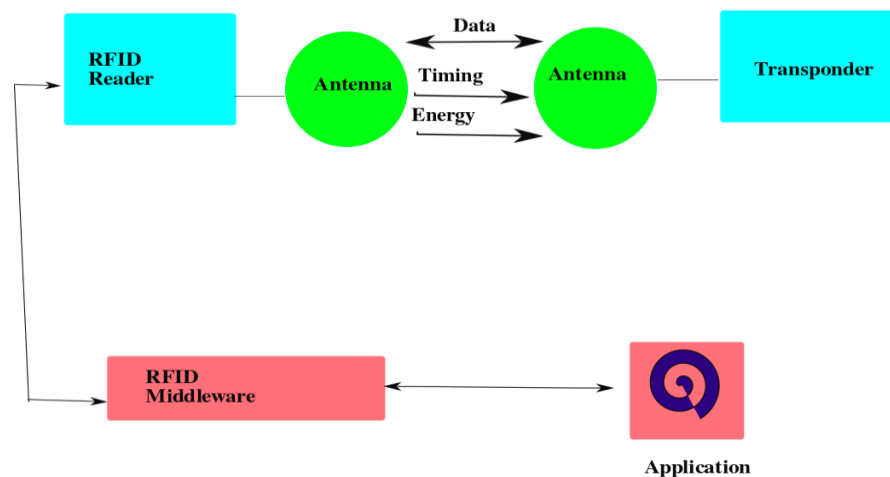 Data
RFID
Reader
Antenna
Timing
Antenna
Transponder
Energy
RFID
Middleware
Application